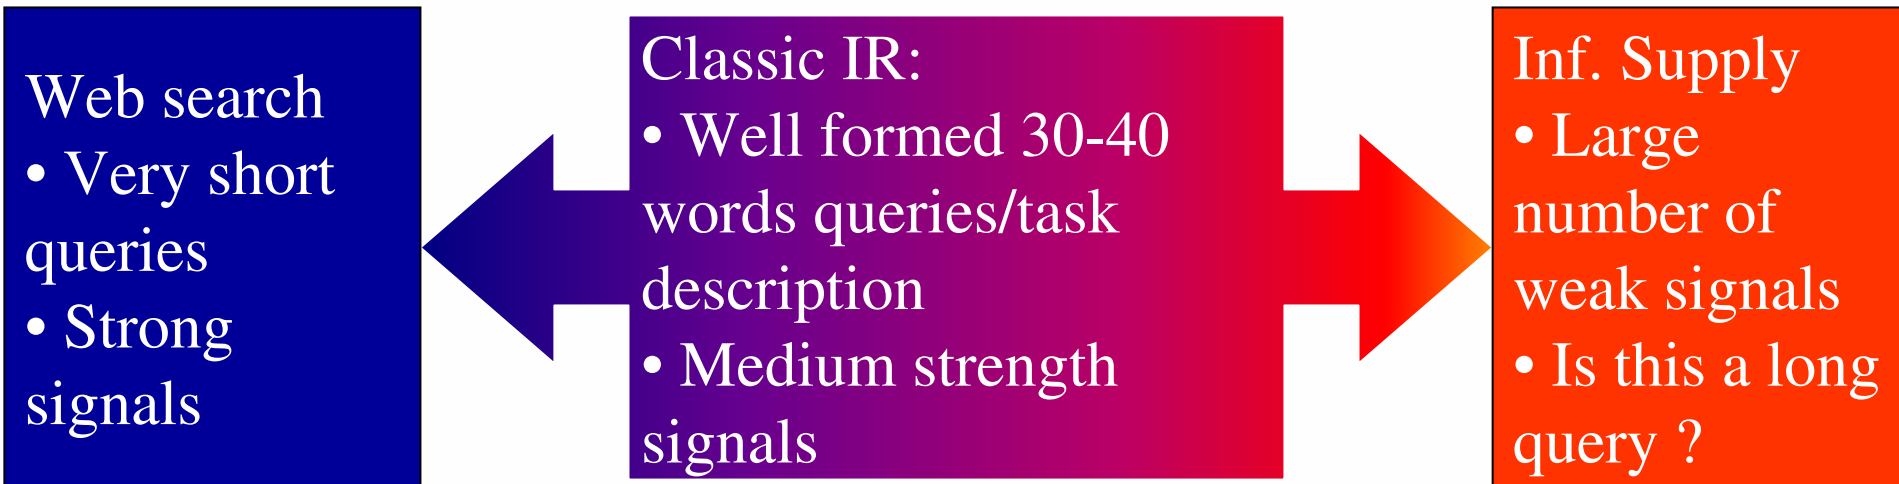 Web search
• Very short
queries
• Strong
signals
Classic IR:
• Well formed 30-40
words queries/task
description
• Medium strength
signals
Inf. Supply
• Large
number of
weak signals
• Is this a long
query ?